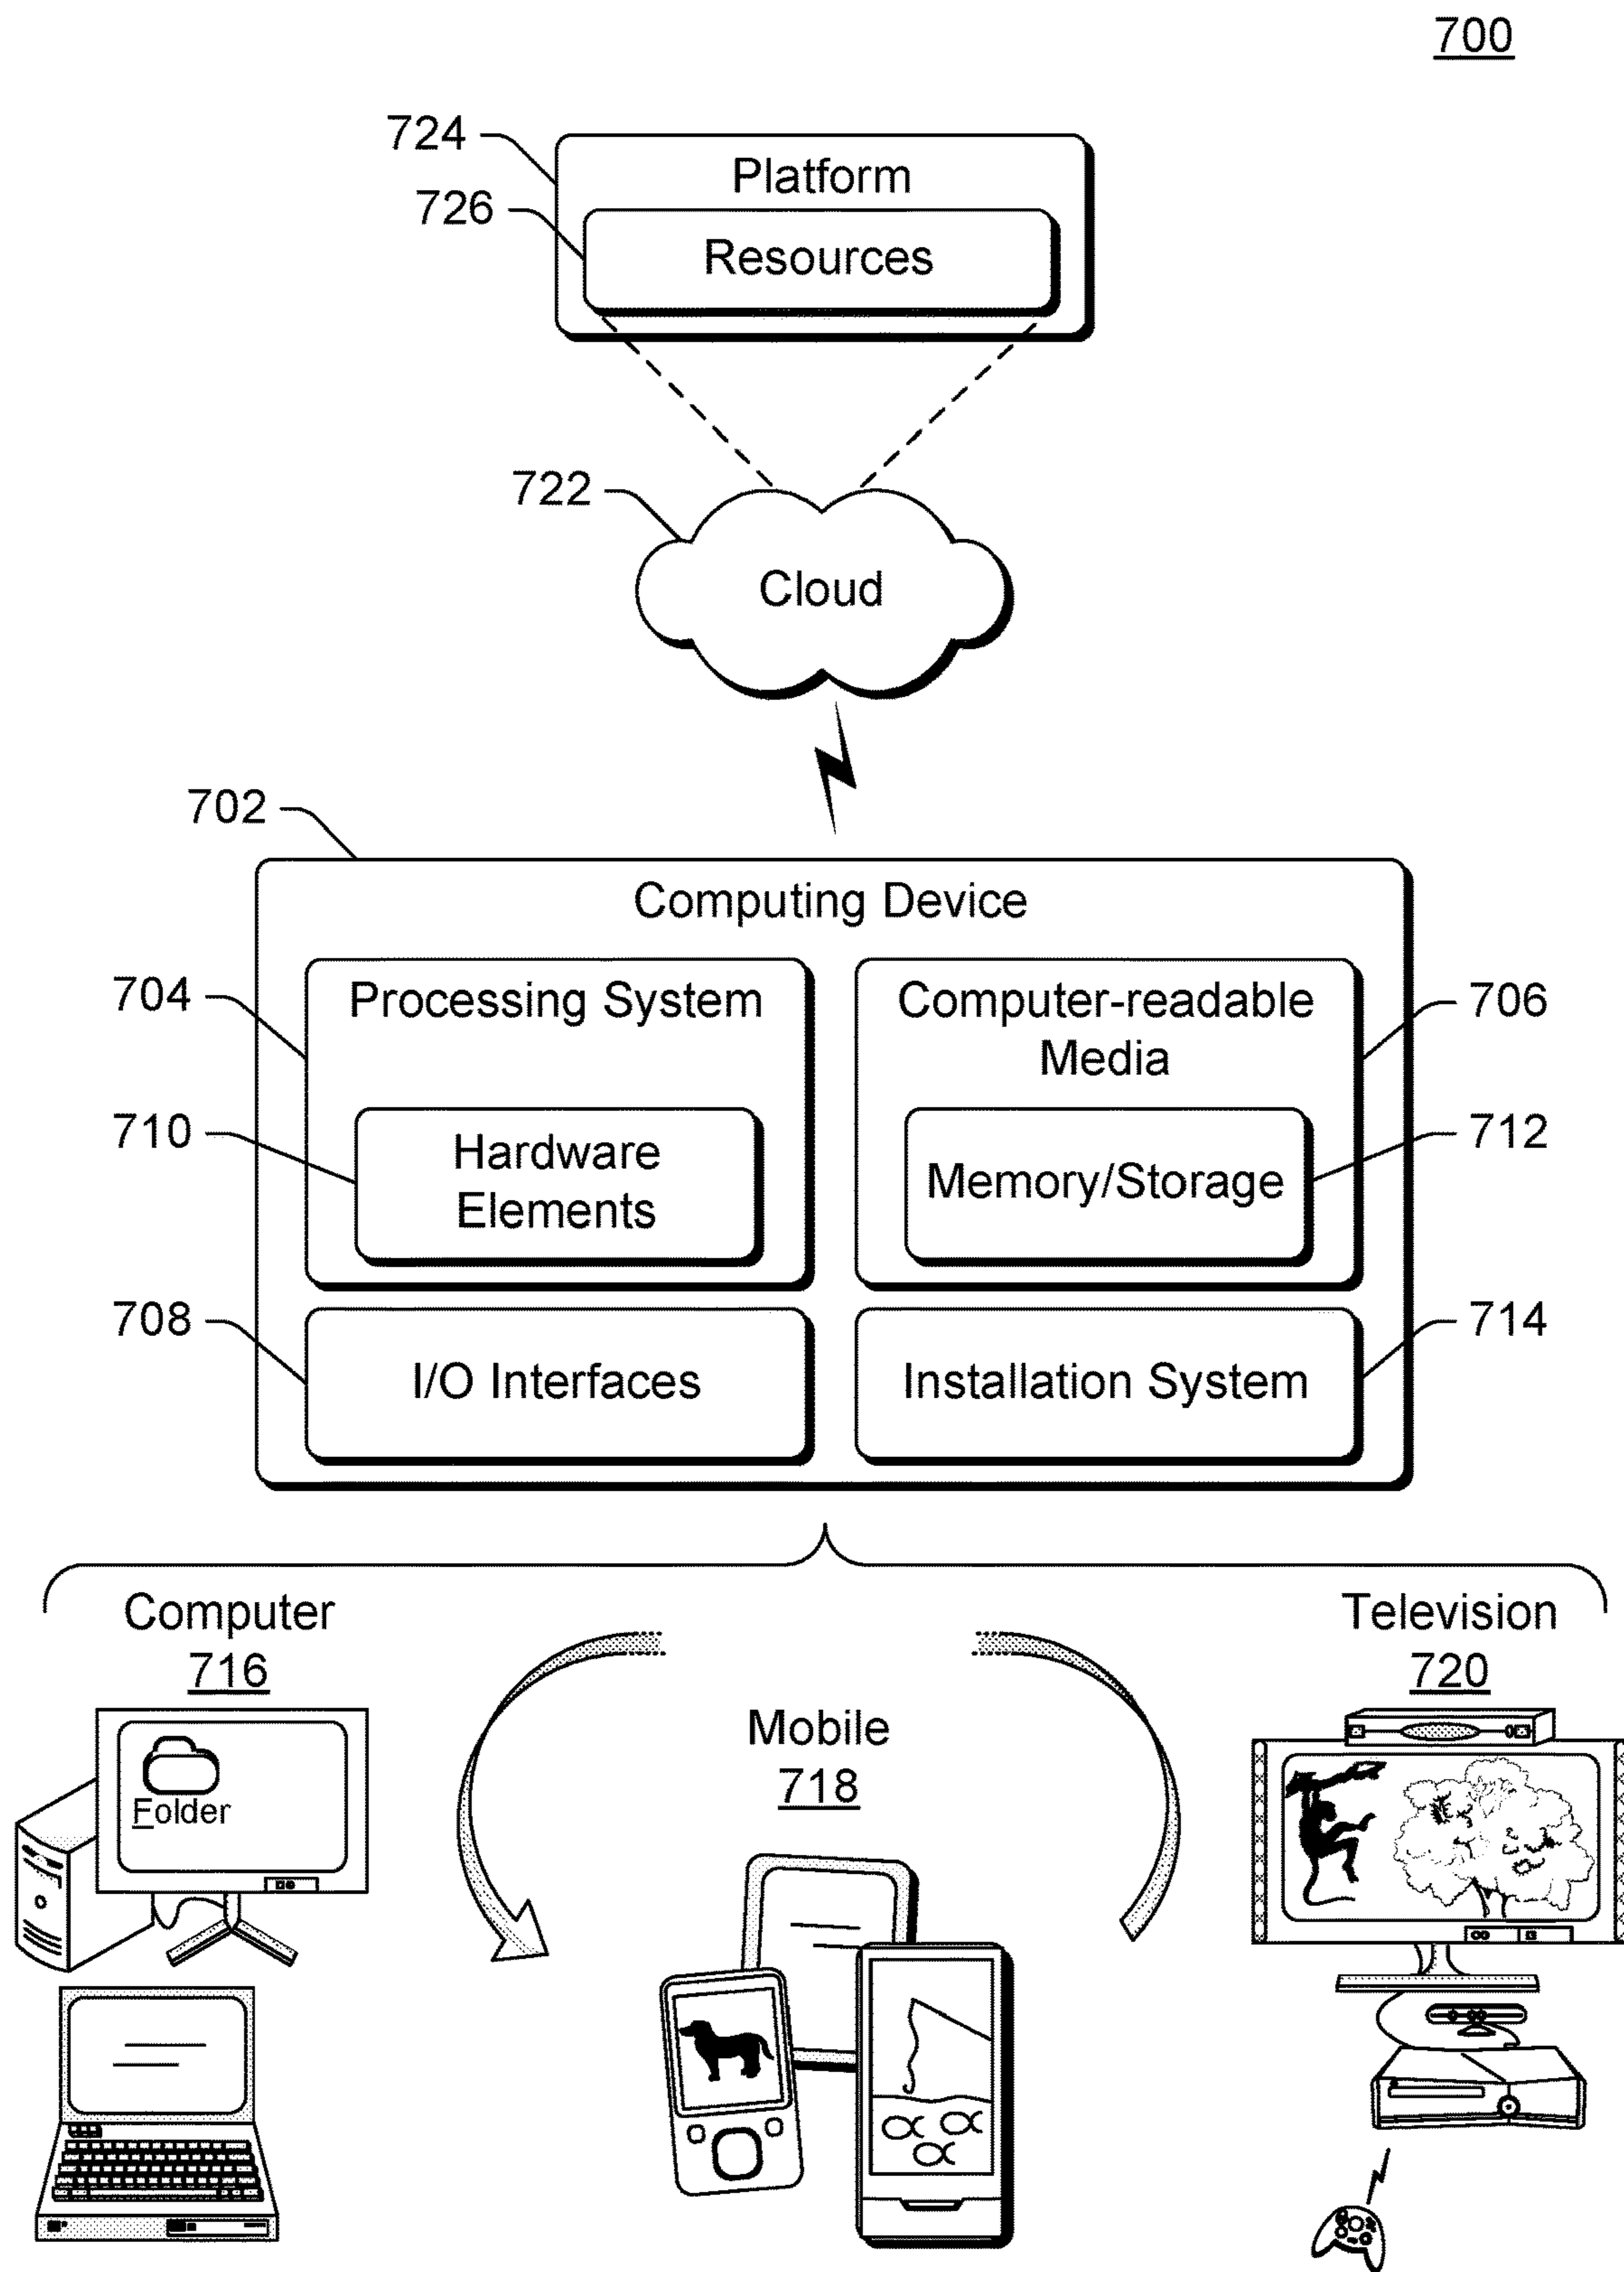 700
724
Platform
726
Resources
722
Cloud
702
Computing Device
704
Processing System
Computer-readable
Media
706
710
Hardware
Elements
Memory/Storage
712
708
I/O Interfaces
Installation System
714
Computer
716
Mobile
718
Television
720
Folder